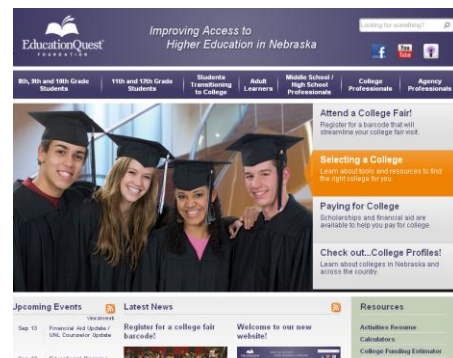 EducationQuest
FOUNDATION
Improving Access to
Higher Education in Nebraska
Looking for something?
You
Tube
8th, 9th and 10th Grade
Students
11th and 12th Grade
Students
Students
Transitioning
to College
Adult
Learners
Middle School /
High School
Professionals
College
Professionals
Agency
Professionals
Attend a College Fair!
Register for a barcode that will
streamline your college fair visit.
Selecting a College
Learn about tools and resources to find
the right college for you.
Paying for College
Scholarships and financial aid are
available to help you pay for college.
Check out...College Profiles!
Learn about colleges in Nebraska and
across the country.
Upcoming Events
Sep 13
Financial Aid Update /
UNL Counselor Update
Latest News
Register for a college fair
barcode!
Welcome to our new
website!
Resources
Activities Resume
Calculators
College Funding Estimator